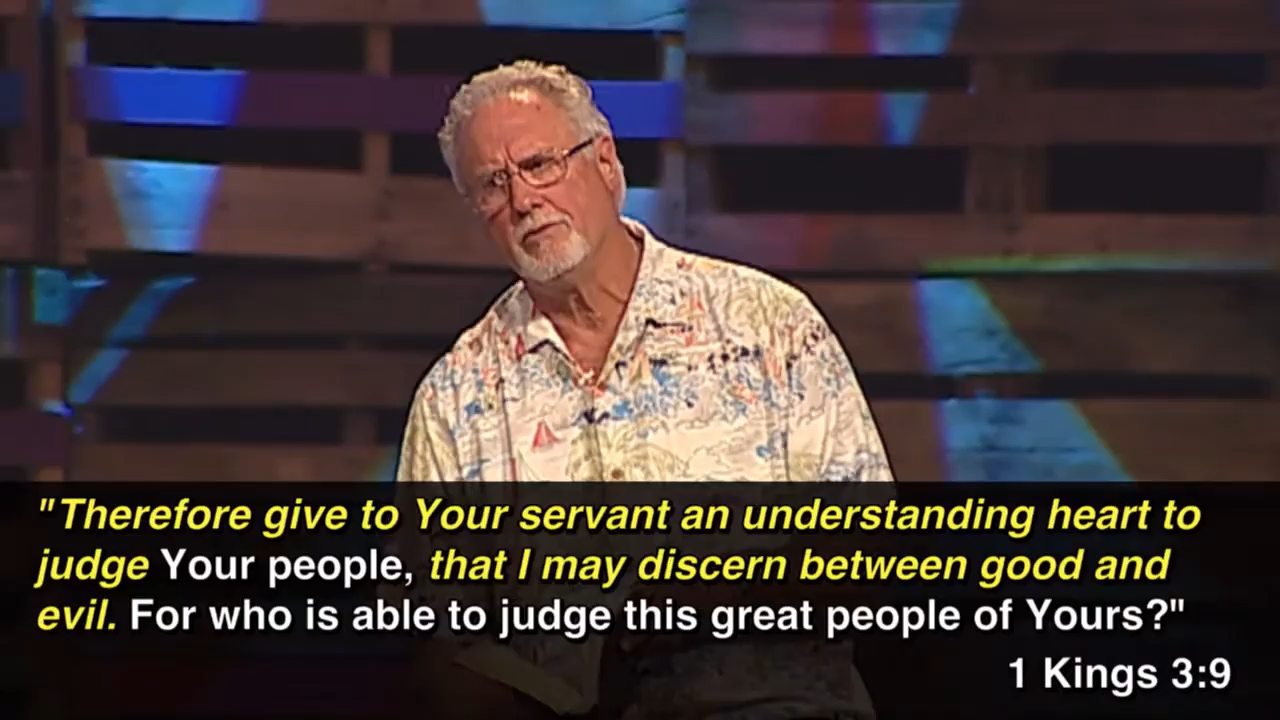 "Therefore give to Your servant an understanding heart to
judge Your people, that I may discern between good and
evil. For who is able to judge this great people of Yours?"
1 Kings 3:9